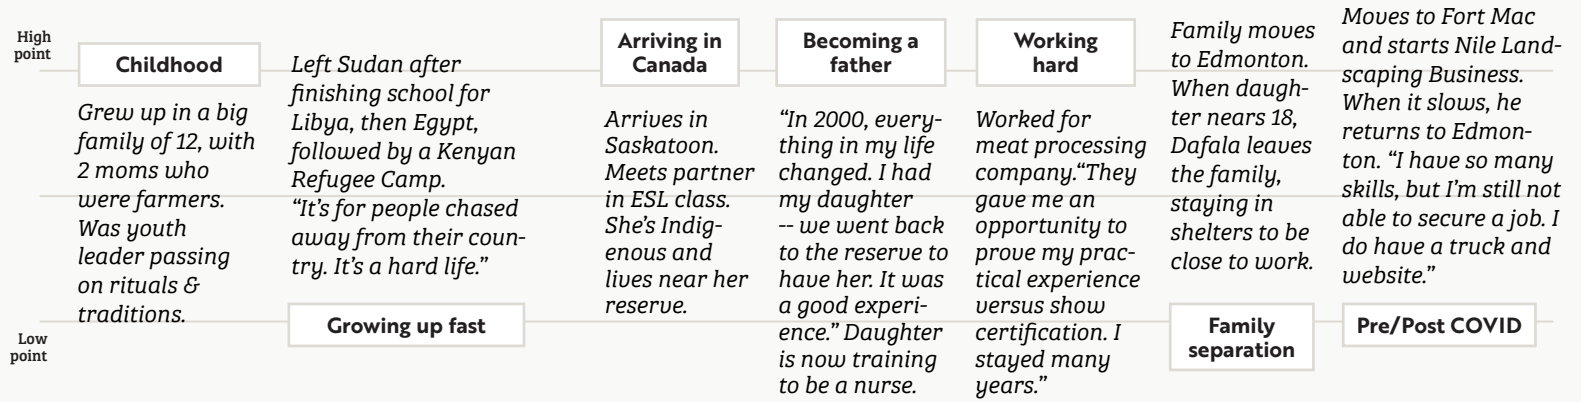 High
point
Childhood
Grew up in a big
family of 12, with
2 moms who
were farmers.
Was youth
leader passing
on rituals &
traditions.
Left Sudan after
finishing school for
Libya, then Egypt,
followed by a Kenyan
Refugee Camp.
“It’s for people chased
away from their coun-
try. It’s a hard life.”
Growing up fast
Arriving in
Canada
Arrives in
Saskatoon.
Meets partner
in ESL class.
She’s Indig-
enous and
lives near her
reserve.
Becoming a
father
“In 2000, every-
thing in my life
changed. I had
my daughter
-- we went back
to the reserve to
have her. It was
a good experi-
ence.” Daughter
is now training
to be a nurse.
Working
hard
Worked for
meat processing
company.“They
gave me an
opportunity to
prove my prac-
tical experience
versus show
certification. I
stayed many
years.”
Family moves
to Edmonton.
When daugh-
ter nears 18,
Dafala leaves
the family,
staying in
shelters to be
close to work.
Family
separation
Moves to Fort Mac
and starts Nile Land-
scaping Business.
When it slows, he
returns to Edmon-
ton. “I have so many
skills, but I’m still not
able to secure a job. I
do have a truck and
website.”
Pre/Post COVID
Low
point